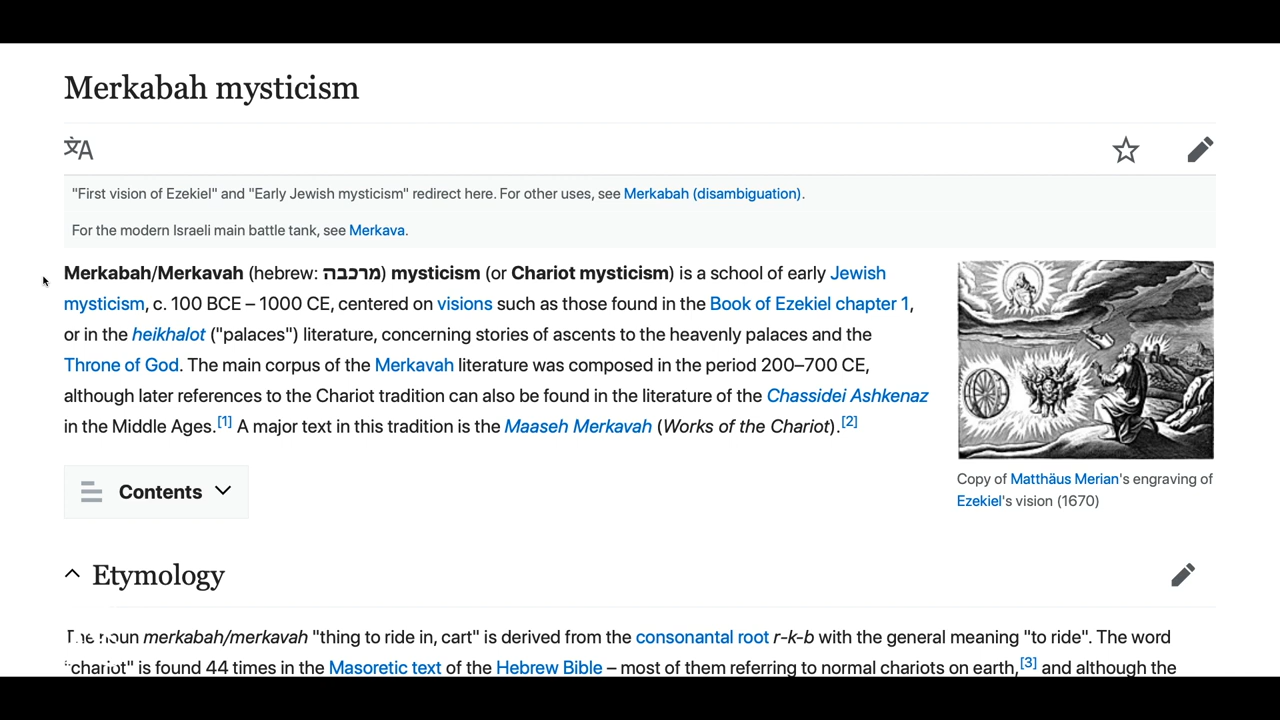 Merkabah mysticism
"First vision of Ezekiel" and "Early Jewish mysticism" redirect here. For other uses, see Merkabah (disambiguation).
For the modern Israeli main battle tank, see Merkava.
Merkabah/Merkavah (hebrew: מרכבה) mysticism (or Chariot mysticism) is a school of early Jewish
mysticism, c. 100 BCE – 1000 CE, centered on visions such as those found in the Book of Ezekiel chapter 1,
or in the heikhalot ("palaces") literature, concerning stories of ascents to the heavenly palaces and the
Throne of God. The main corpus of the Merkavah literature was composed in the period 200–700 CE,
although later references to the Chariot tradition can also be found in the literature of the Chassidei Ashkenaz
in the Middle Ages.[1] A major text in this tradition is the Maaseh Merkavah (Works of the Chariot).[2]
Copy of Matthäus Merian's engraving of
Ezekiel's vision (1670)
Contents
Etymology
The noun merkabah/merkavah "thing to ride in, cart" is derived from the consonantal root r-k-b with the general meaning "to ride". The word
"chariot" is found 44 times in the Masoretic text of the Hebrew Bible – most of them referring to normal chariots on earth,[3] and although the